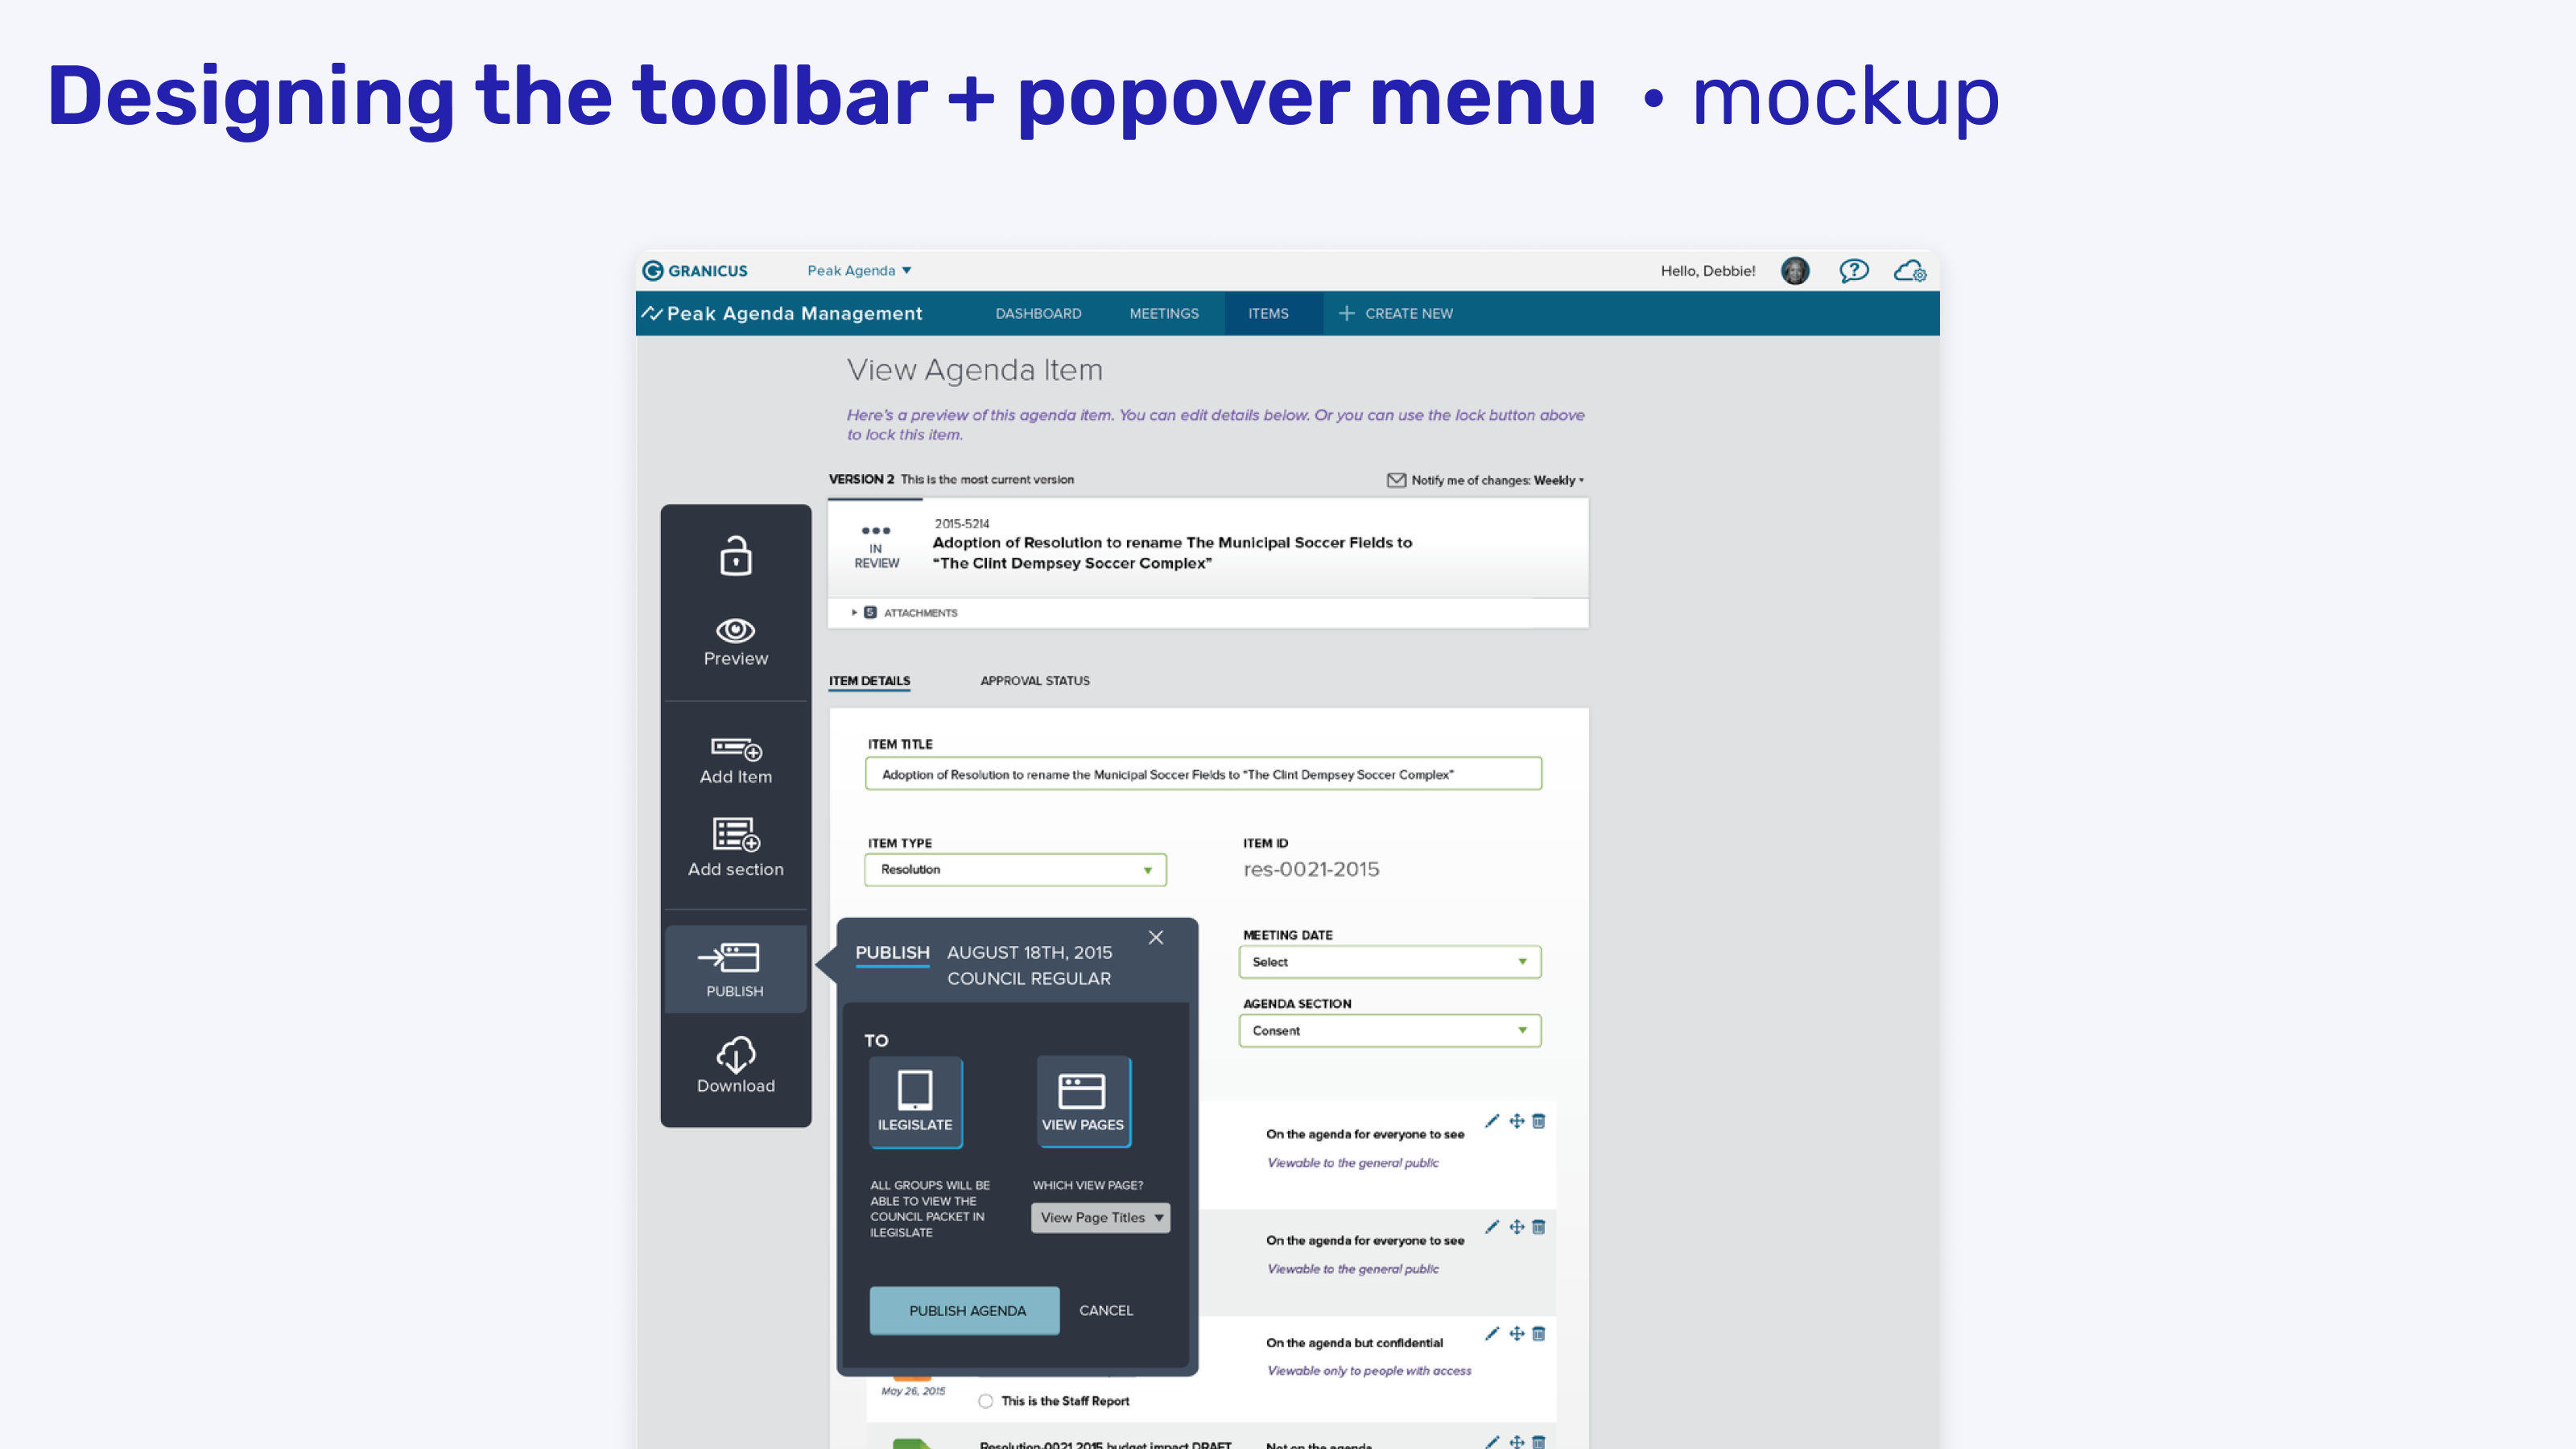 Designing the toolbar + popover menu • mockup
GRANICUS
Peak Agenda
Hello, Debbie!
Peak Agenda Management
DASHBOARD
MEETINGS
ITEMS
CREATE NEW
View Agenda Item
Here's a preview of this agenda item. You can edit details below. Or you can use the lock button above
to lock this item.
VERSION 2 This is the most current version
Notify me of changes: Weekly
IN
REVIEW
2015-5214
Adoption of Resolution to rename The Municipal Soccer Fields to
"The Clint Dempsey Soccer Complex"
5 ATTACHMENTS
Preview
Add Item
Add section
PUBLISH
Download
ITEM DETAILS
APPROVAL STATUS
ITEM TITLE
Adoption of Resolution to rename the Municipal Soccer Fields to "The Clint Dempsey Soccer Complex"
ITEM TYPE
Resolution
ITEM ID
res-0021-2015
MEETING DATE
Select
AGENDA SECTION
Consent
PUBLISH AUGUST 18TH, 2015
COUNCIL REGULAR
TO
ILEGISLATE
VIEW PAGES
ALL GROUPS WILL BE
ABLE TO VIEW THE
COUNCIL PACKET IN
ILEGISLATE
WHICH VIEW PAGE?
View Page Titles
PUBLISH AGENDA
CANCEL
On the agenda for everyone to see
Viewable to the general public
On the agenda for everyone to see
Viewable to the general public
On the agenda but confidential
Viewable only to people with access
May 26, 2015
This is the Staff Report
Resolution-0021 2015 budget impact DRAFT
Not on the agenda